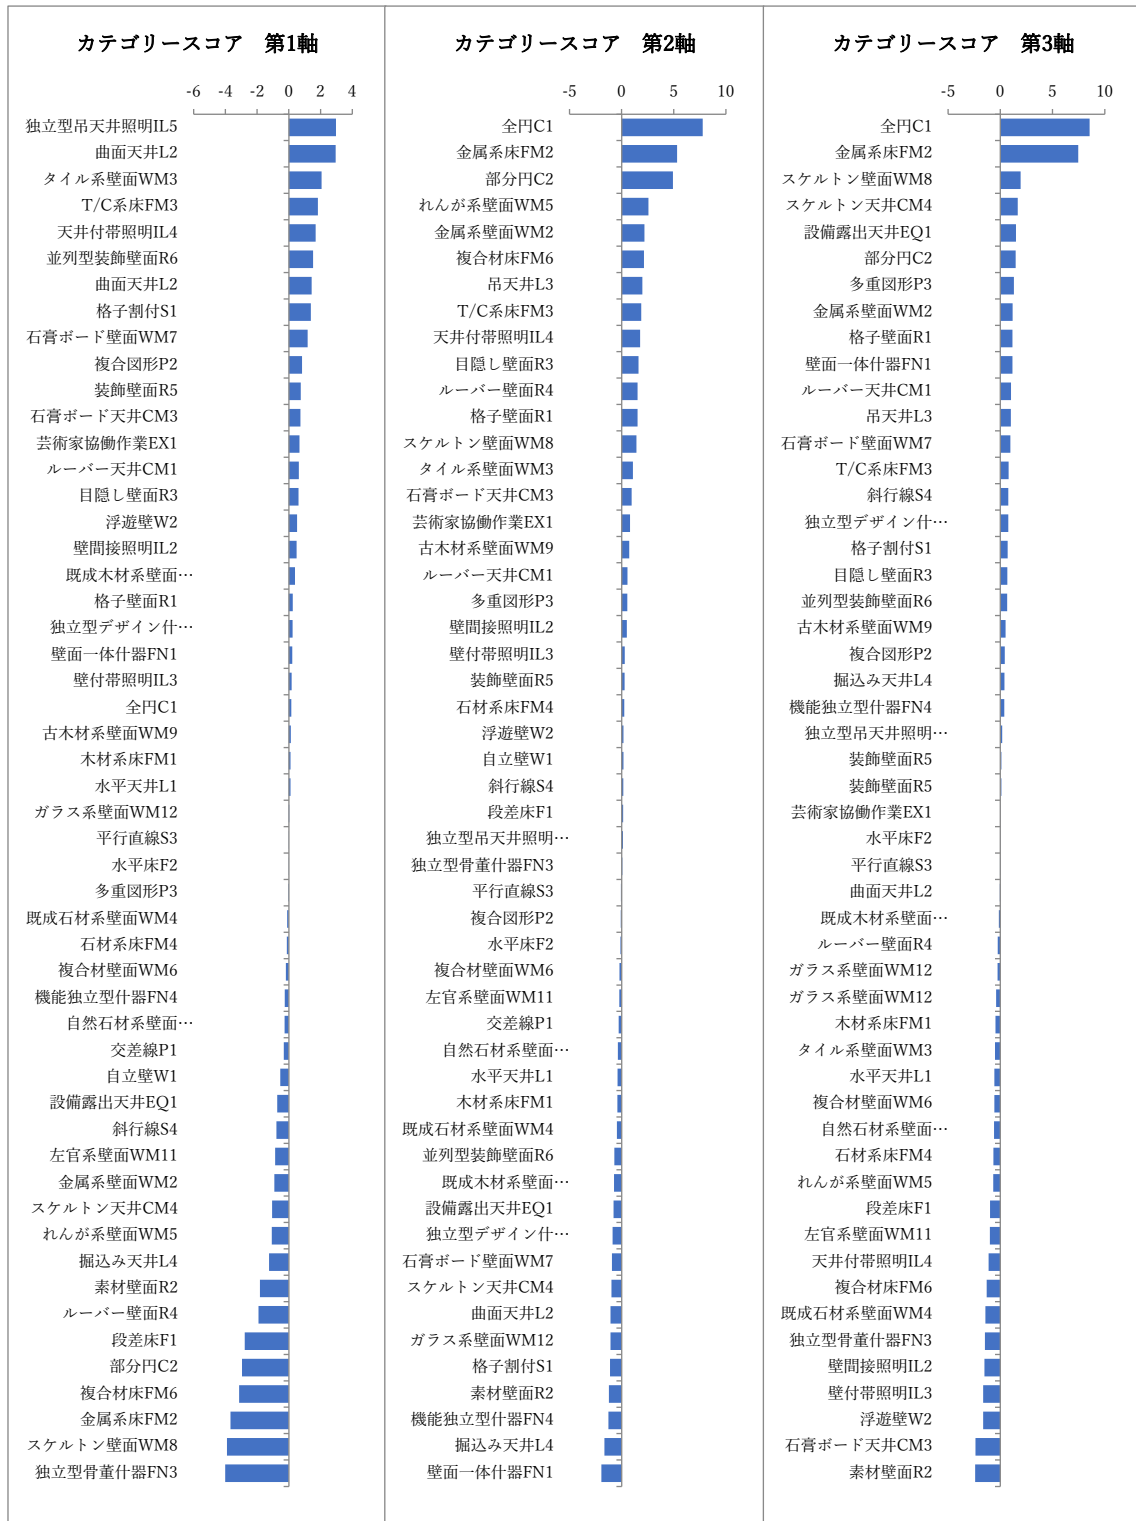 カテゴリースコア　第1軸
-6 -4 -2 0 2 4
独立型吊天井照明IL5
曲面天井L2
タイル系壁面WM3
T/C系床FM3
天井付帯照明IL4
並列型装飾壁面R6
曲面天井L2
格子割付S1
石膏ボード壁面WM7
複合図形P2
装飾壁面R5
石膏ボード天井CM3
芸術家協働作業EX1
ルーバー天井CM1
目隠し壁面R3
浮遊壁W2
壁間接照明IL2
既成木材系壁面…
格子壁面R1
独立型デザイン什…
壁面一体什器FN1
壁付帯照明IL3
全円C1
古木材系壁面WM9
木材系床FM1
水平天井L1
ガラス系壁面WM12
平行直線S3
水平床F2
多重図形P3
既成石材系壁面WM4
石材系床FM4
複合材壁面WM6
機能独立型什器FN4
自然石材系壁面…
交差線P1
自立壁W1
設備露出天井EQ1
斜行線S4
左官系壁面WM11
金属系壁面WM2
スケルトン天井CM4
れんが系壁面WM5
掘込み天井L4
素材壁面R2
ルーバー壁面R4
段差床F1
部分円C2
複合材床FM6
金属系床FM2
スケルトン壁面WM8
独立型骨董什器FN3
カテゴリースコア　第2軸
-5 0 5 10
全円C1
金属系床FM2
部分円C2
れんが系壁面WM5
金属系壁面WM2
複合材床FM6
吊天井L3
T/C系床FM3
天井付帯照明IL4
目隠し壁面R3
ルーバー壁面R4
格子壁面R1
スケルトン壁面WM8
タイル系壁面WM3
石膏ボード天井CM3
芸術家協働作業EX1
古木材系壁面WM9
ルーバー天井CM1
多重図形P3
壁間接照明IL2
壁付帯照明IL3
装飾壁面R5
石材系床FM4
浮遊壁W2
自立壁W1
斜行線S4
段差床F1
独立型吊天井照明…
独立型骨董什器FN3
平行直線S3
複合図形P2
水平床F2
複合材壁面WM6
左官系壁面WM11
交差線P1
自然石材系壁面…
水平天井L1
木材系床FM1
既成石材系壁面WM4
並列型装飾壁面R6
既成木材系壁面…
設備露出天井EQ1
独立型デザイン什…
石膏ボード壁面WM7
スケルトン天井CM4
曲面天井L2
ガラス系壁面WM12
格子割付S1
素材壁面R2
機能独立型什器FN4
掘込み天井L4
壁面一体什器FN1
カテゴリースコア　第3軸
-5 0 5 10
全円C1
金属系床FM2
スケルトン壁面WM8
スケルトン天井CM4
設備露出天井EQ1
部分円C2
多重図形P3
金属系壁面WM2
格子壁面R1
壁面一体什器FN1
ルーバー天井CM1
吊天井L3
石膏ボード壁面WM7
T/C系床FM3
斜行線S4
独立型デザイン什…
格子割付S1
目隠し壁面R3
並列型装飾壁面R6
古木材系壁面WM9
複合図形P2
掘込み天井L4
機能独立型什器FN4
独立型吊天井照明…
装飾壁面R5
装飾壁面R5
芸術家協働作業EX1
水平床F2
平行直線S3
曲面天井L2
既成木材系壁面…
ルーバー壁面R4
ガラス系壁面WM12
ガラス系壁面WM12
木材系床FM1
タイル系壁面WM3
水平天井L1
複合材壁面WM6
自然石材系壁面…
石材系床FM4
れんが系壁面WM5
段差床F1
左官系壁面WM11
天井付帯照明IL4
複合材床FM6
既成石材系壁面WM4
独立型骨董什器FN3
壁間接照明IL2
壁付帯照明IL3
浮遊壁W2
石膏ボード天井CM3
素材壁面R2